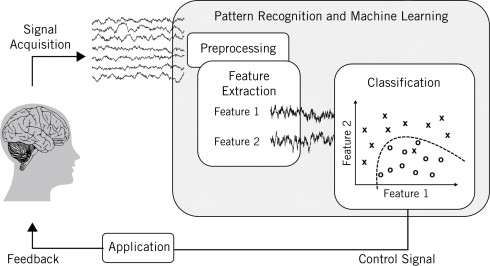 Signal
Acquisition
Pattern Recognition and Machine Learning
Preprocessing
Feature
Extraction
Feature 1
Feature 2
Classification
Feature 2
Feature 1
Application
Feedback
Control Signal